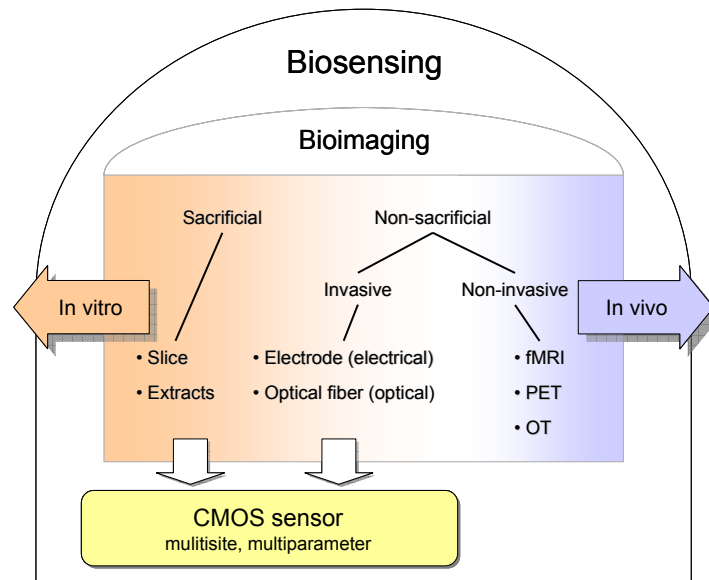 Biosensing
Bioimaging
Sacrificial
Non-sacrificial
Invasive
Non-invasive
In vitro
In vivo
• Slice
• Extracts
• Electrode (electrical)
• Optical fiber (optical)
• fMRI
• PET
• OT
CMOS sensor
mulitisite, multiparameter